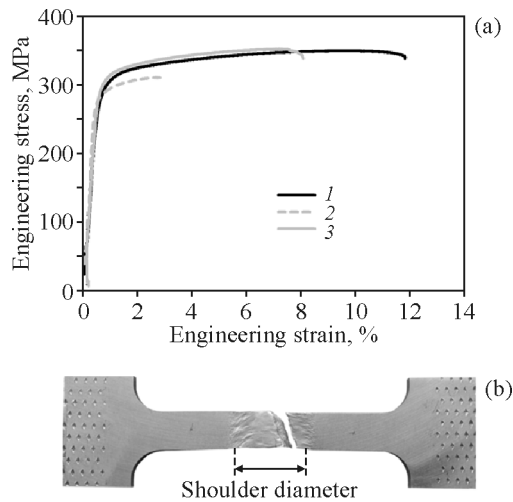 400
(a)
Engineering stress, MPa
300
200
100
0
1
2
3
0 2 4 6 8 10 12 14
Engineering strain, %
(b)
Shoulder diameter